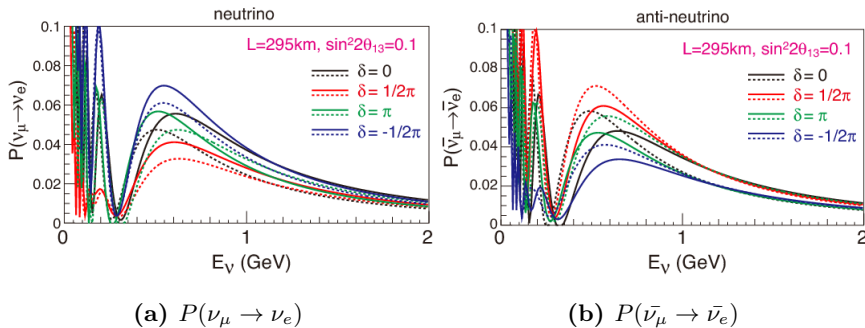 neutrino
L=295km, sin²2θ₁₃=0.1
δ = 0
δ = 1/2π
δ = π
δ = -1/2π
P(νμ→νe)
0.1
0.08
0.06
0.04
0.02
0
0 1 2
Eν (GeV)
(a) P(νμ → νe)
anti-neutrino
L=295km, sin²2θ₁₃=0.1
δ = 0
δ = 1/2π
δ = π
δ = -1/2π
P(ν̄μ→ν̄e)
0.1
0.08
0.06
0.04
0.02
0
0 1 2
Eν (GeV)
(b) P(ν̄μ → ν̄e)